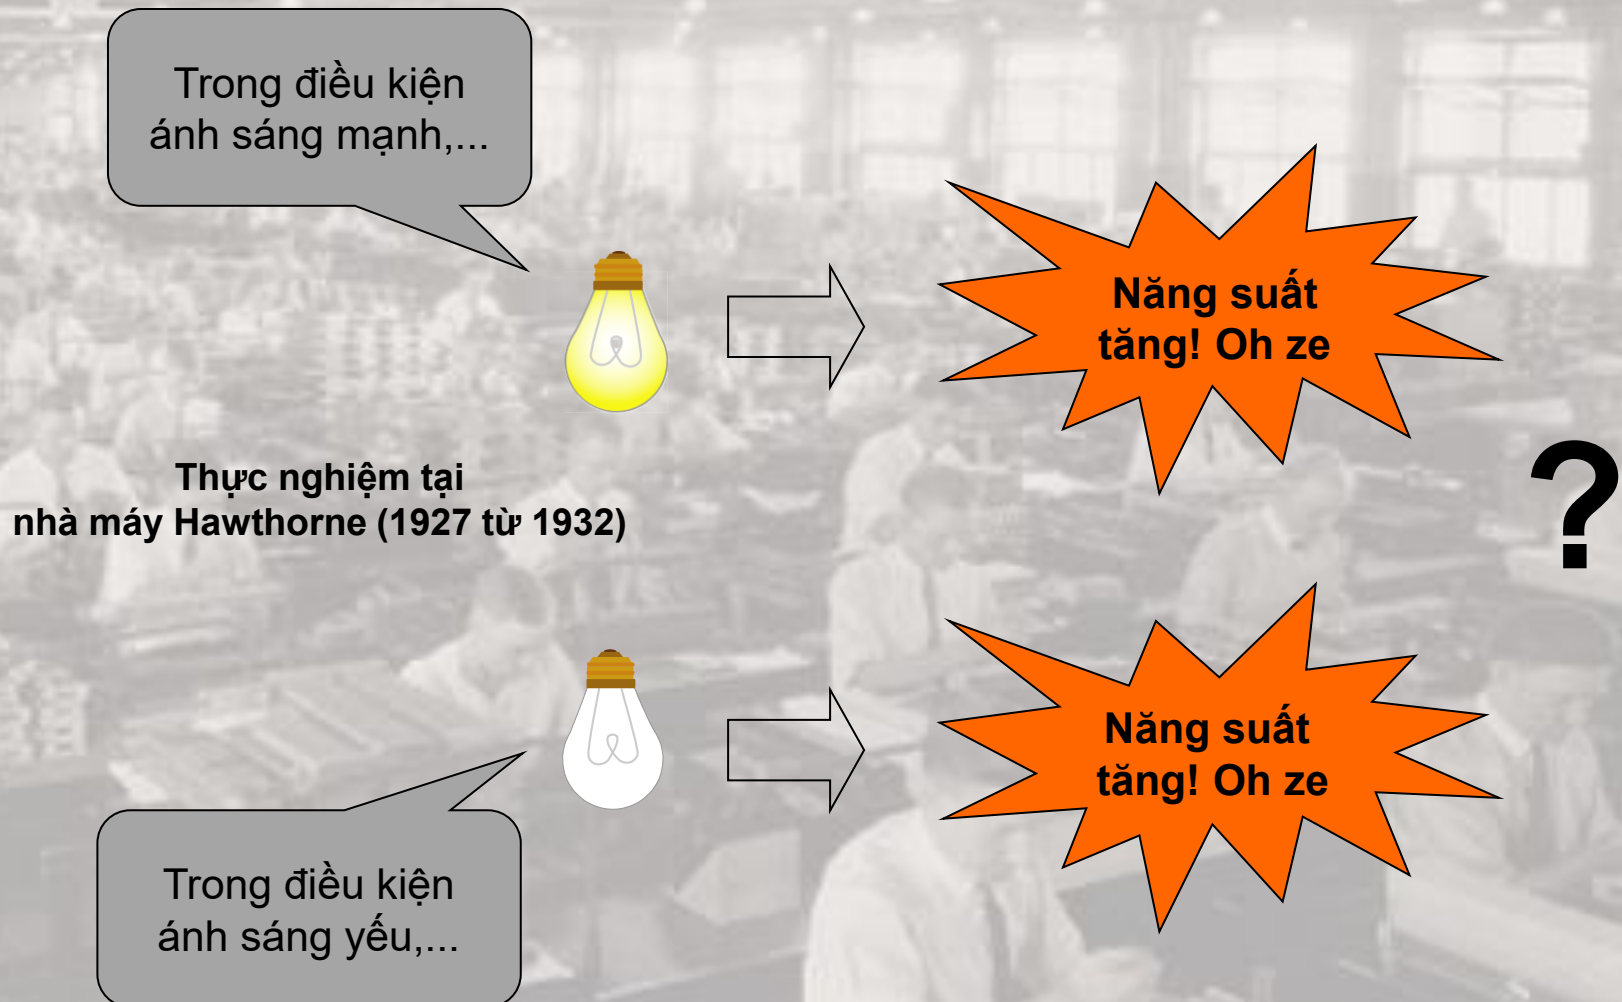 Trong điều kiện
ánh sáng mạnh,...
Năng suất
tăng! Oh ze
Thực nghiệm tại
nhà máy Hawthorne (1927 từ 1932)
?
Năng suất
tăng! Oh ze
Trong điều kiện
ánh sáng yếu,...